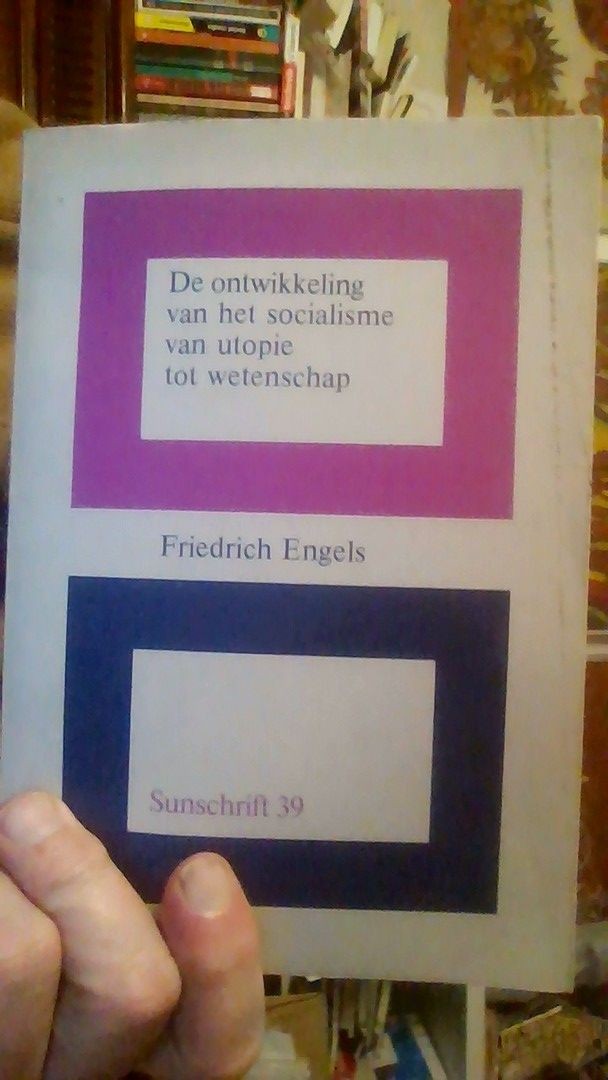 De ontwikkeling
van het socialisme
van utopie
tot wetenschap
Friedrich Engels
Sunschrift 39